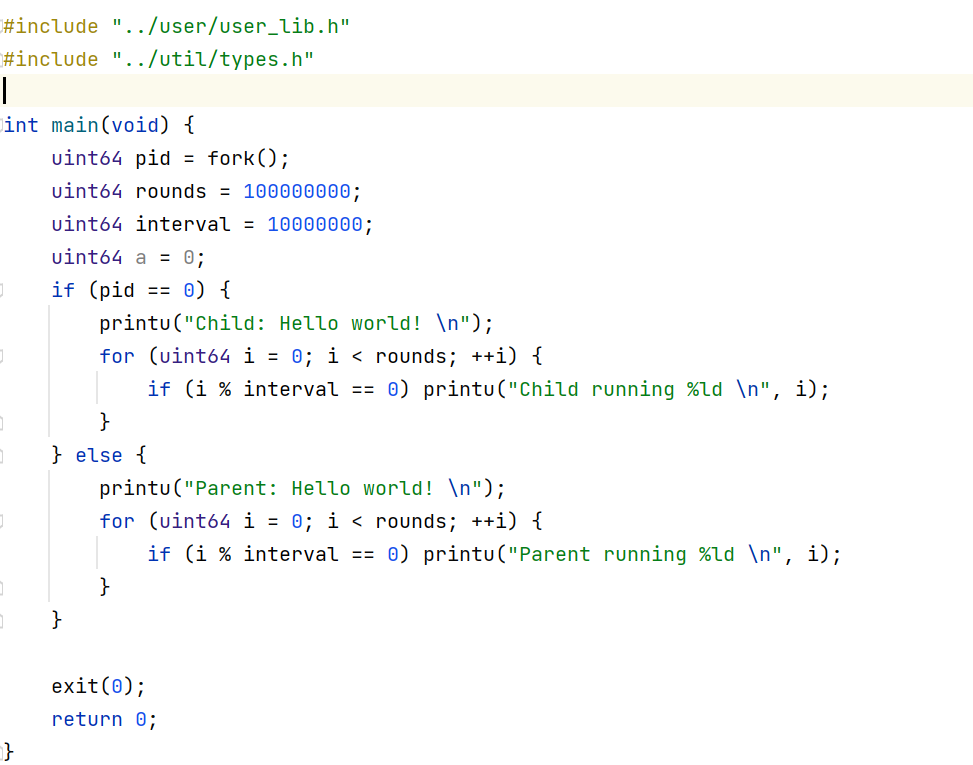 #include "../user/user_lib.h"
#include "../util/types.h"
int main(void) {
    uint64 pid = fork();
    uint64 rounds = 100000000;
    uint64 interval = 10000000;
    uint64 a = 0;
    if (pid == 0) {
        printu("Child: Hello world! \n");
        for (uint64 i = 0; i < rounds; ++i) {
            if (i % interval == 0) printu("Child running %ld \n", i);
        }
    } else {
        printu("Parent: Hello world! \n");
        for (uint64 i = 0; i < rounds; ++i) {
            if (i % interval == 0) printu("Parent running %ld \n", i);
        }
    }
    exit(0);
    return 0;
}